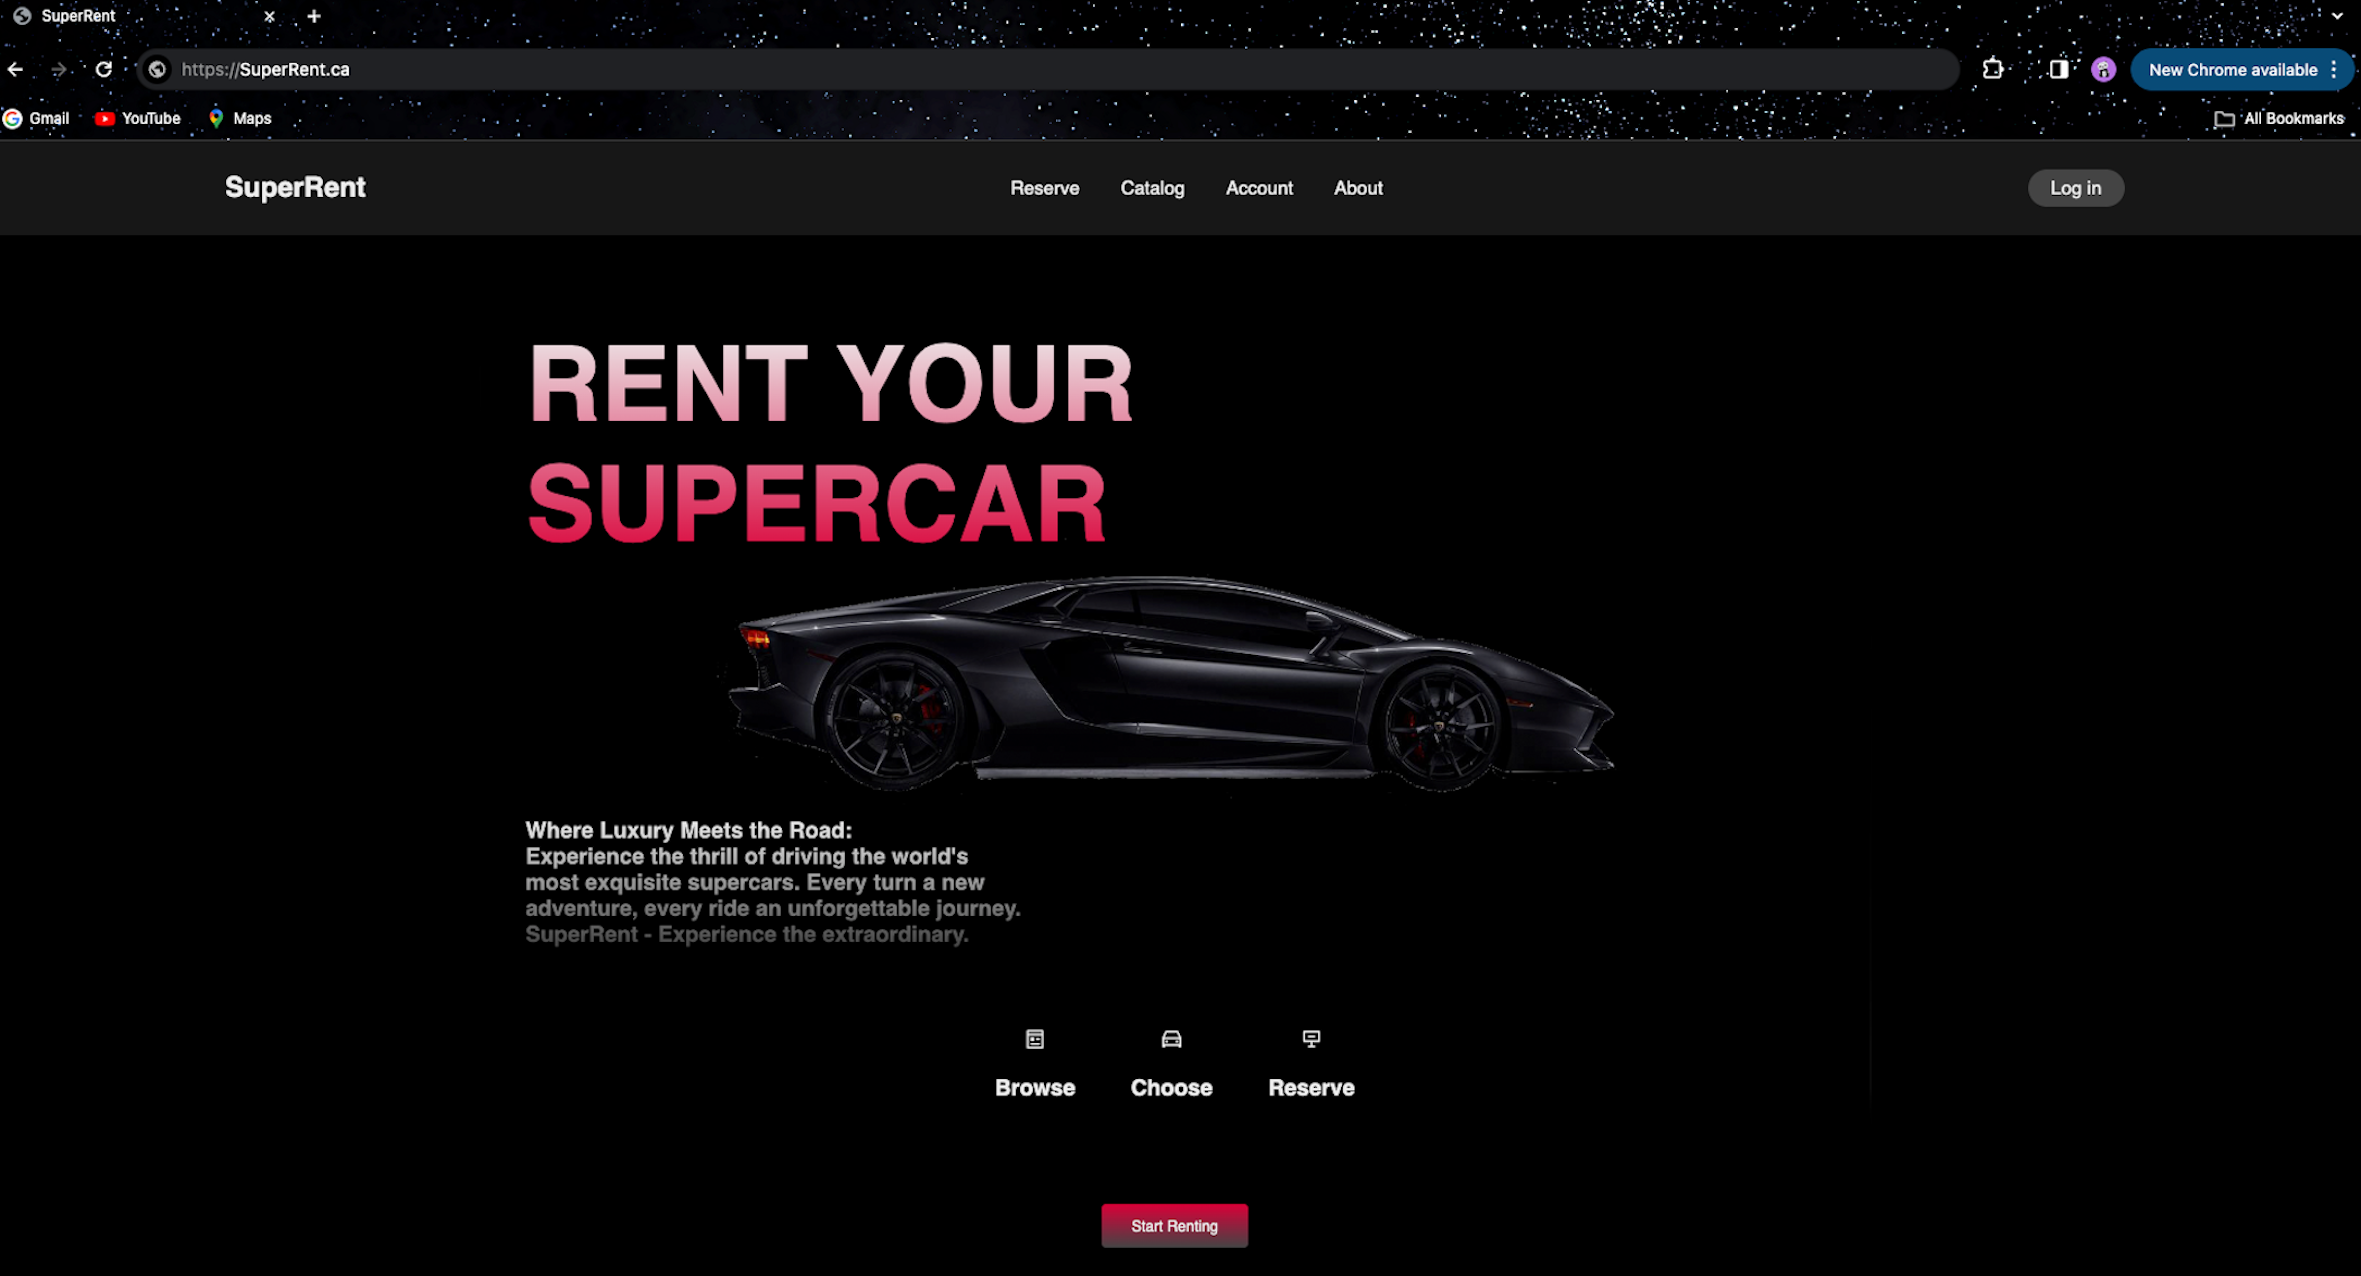 SuperRent
https://SuperRent.ca
New Chrome available
Gmail YouTube Maps
All Bookmarks
SuperRent
Reserve Catalog Account About
Log in
RENT YOUR
SUPERCAR
Where Luxury Meets the Road:
Experience the thrill of driving the world's
most exquisite supercars. Every turn a new
adventure, every ride an unforgettable journey.
SuperRent - Experience the extraordinary.
Browse Choose Reserve
Start Renting